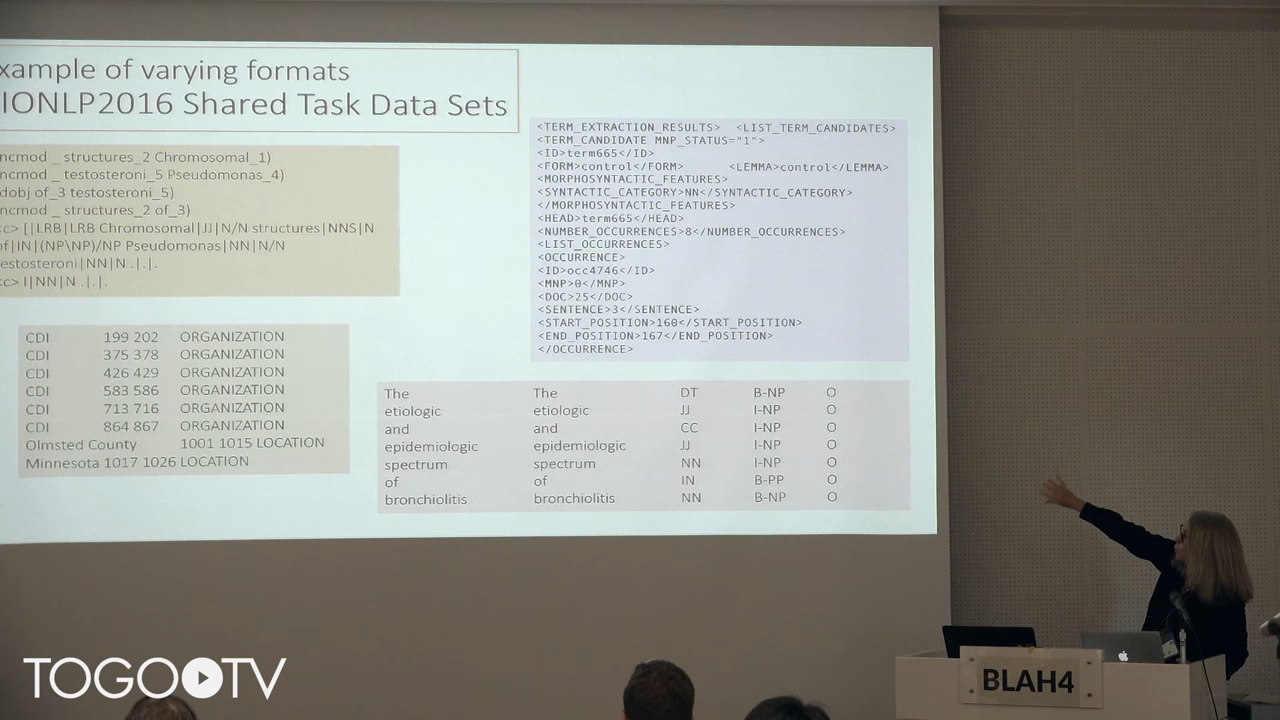 xample of varying formats
IONLP2016 Shared Task Data Sets
ncmod _ structures_2 Chromosomal_1)
ncmod _ testosteroni_5 Pseudomonas_4)
dobj of_3 testosteroni_5)
ncmod _ structures_2 of_3)
c> [|LRB|LRB Chromosomal|JJ|N/N structures|NNS|N
of|IN|(NP\NP)/NP Pseudomonas|NN|N/N
estosteroni|NN|N .|.|.
c> I|NN|N .|.|.
<TERM_EXTRACTION_RESULTS> <LIST_TERM_CANDIDATES>
<TERM_CANDIDATE MNP_STATUS="1">
<ID>term665</ID>
<FORM>control</FORM> <LEMMA>control</LEMMA>
<MORPHOSYNTACTIC_FEATURES>
<SYNTACTIC_CATEGORY>NN</SYNTACTIC_CATEGORY>
</MORPHOSYNTACTIC_FEATURES>
<HEAD>term665</HEAD>
<NUMBER_OCCURRENCES>8</NUMBER_OCCURRENCES>
<LIST_OCCURRENCES>
<OCCURRENCE>
<ID>occ4746</ID>
<MNP>0</MNP>
<DOC>25</DOC>
<SENTENCE>3</SENTENCE>
<START_POSITION>160</START_POSITION>
<END_POSITION>167</END_POSITION>
</OCCURRENCE>
CDI 199 202 ORGANIZATION
CDI 375 378 ORGANIZATION
CDI 426 429 ORGANIZATION
CDI 583 586 ORGANIZATION
CDI 713 716 ORGANIZATION
CDI 864 867 ORGANIZATION
Olmsted County 1001 1015 LOCATION
Minnesota 1017 1026 LOCATION
The The DT B-NP O
etiologic etiologic JJ I-NP O
and and CC I-NP O
epidemiologic epidemiologic JJ I-NP O
spectrum spectrum NN I-NP O
of of IN B-PP O
bronchiolitis bronchiolitis NN B-NP O
BLAH4
TOGOTV